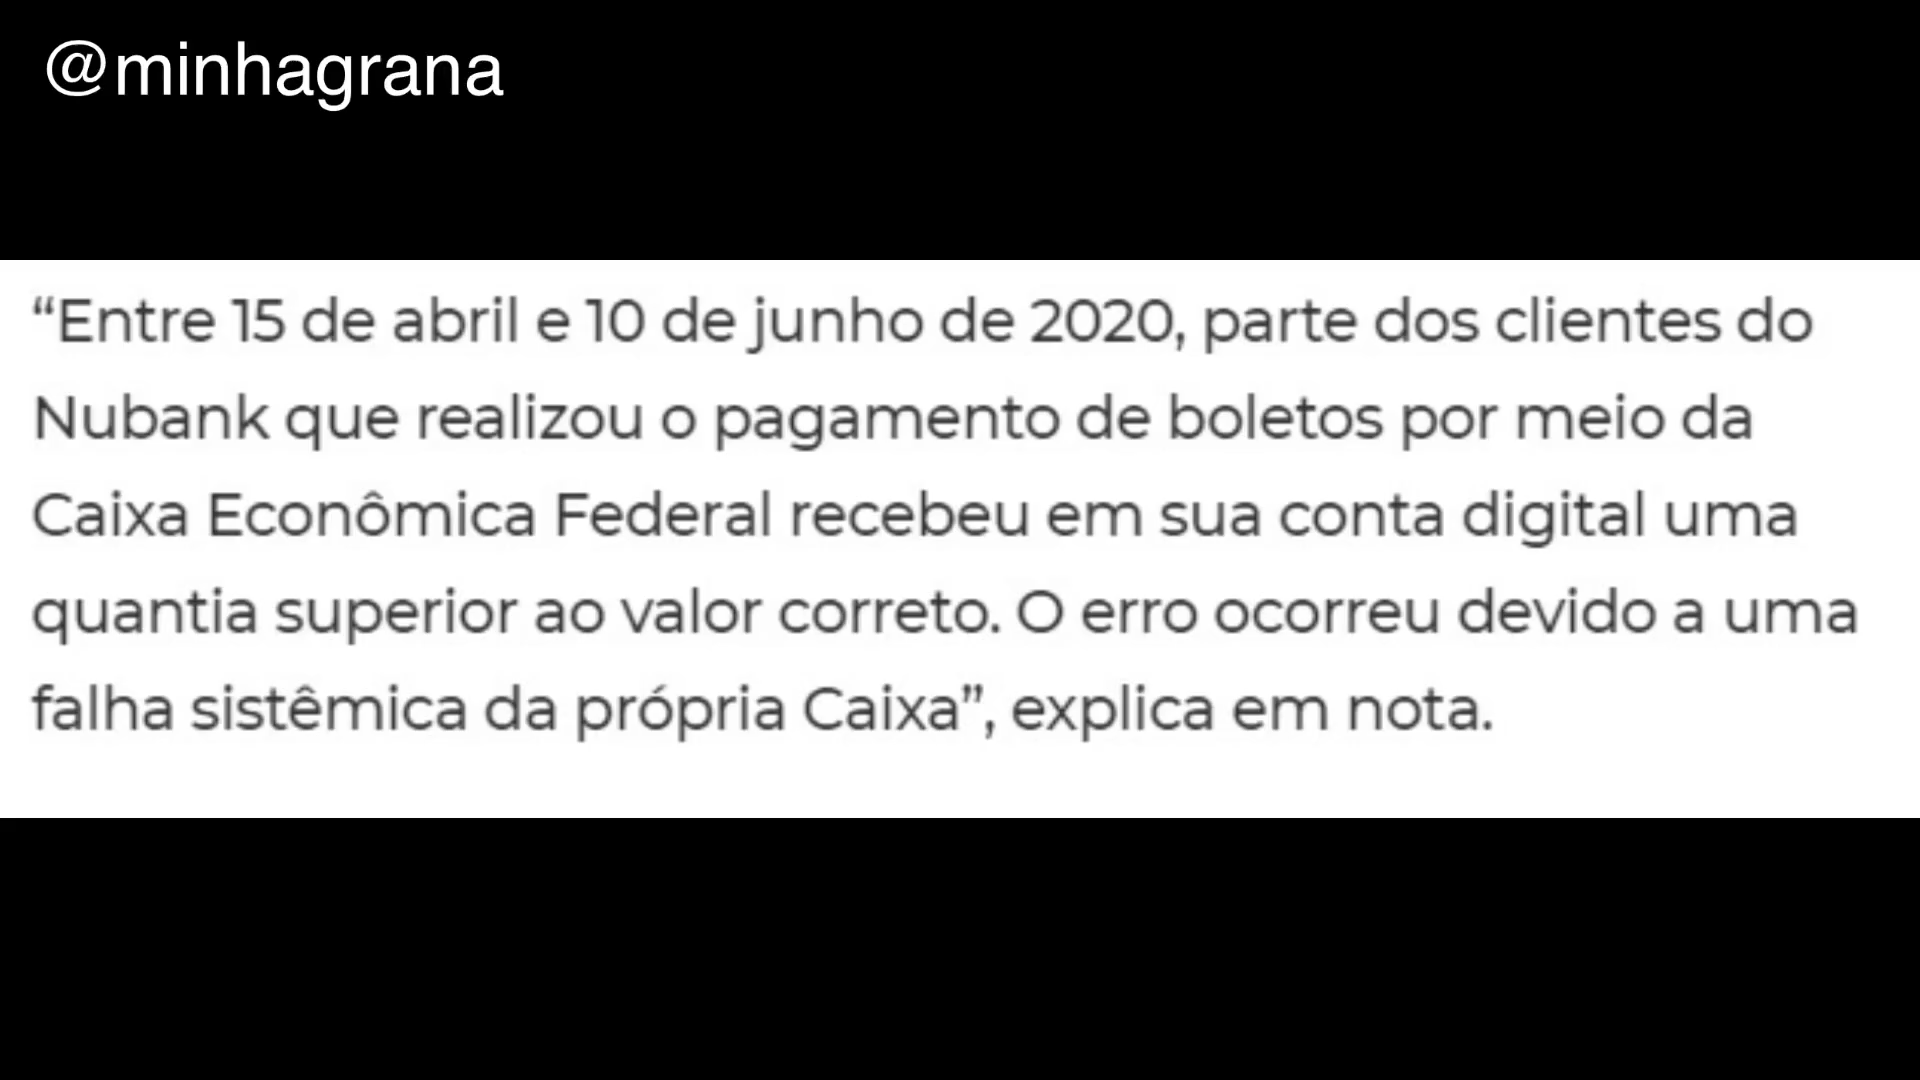 @minhagrana
“Entre 15 de abril e 10 de junho de 2020, parte dos clientes do
Nubank que realizou o pagamento de boletos por meio da
Caixa Econômica Federal recebeu em sua conta digital uma
quantia superior ao valor correto. O erro ocorreu devido a uma
falha sistêmica da própria Caixa”, explica em nota.